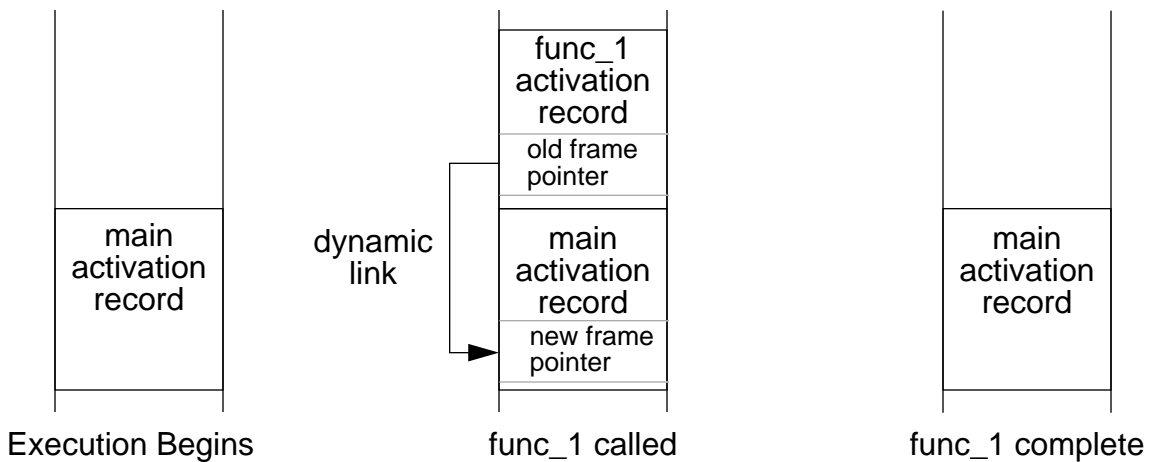 main
activation
record
Execution Begins
func_1
activation
record
old frame
pointer
dynamic
link
main
activation
record
new frame
pointer
func_1 called
main
activation
record
func_1 complete